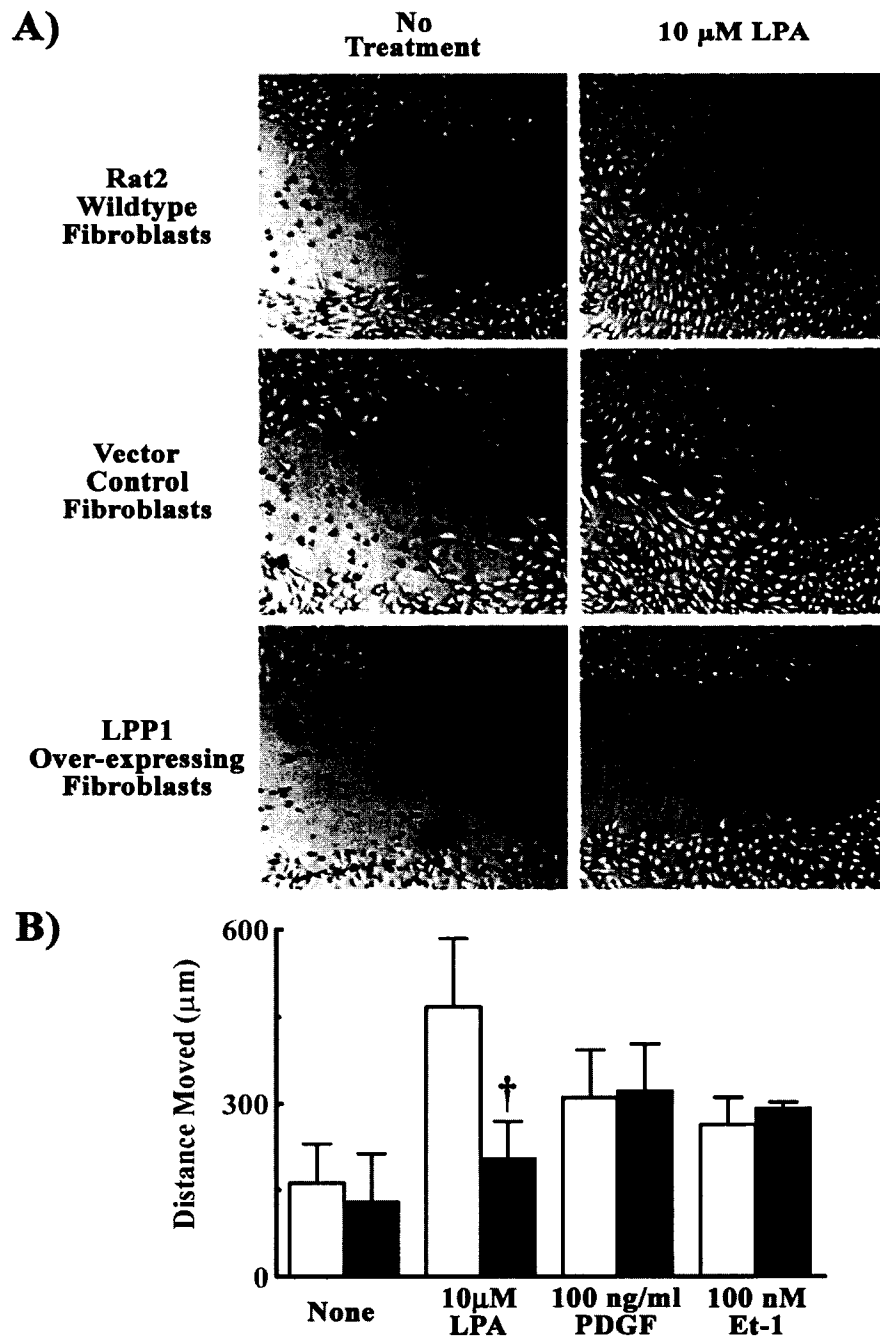 A)
No
Treatment
10 μM LPA
Rat2
Wildtype
Fibroblasts
Vector
Control
Fibroblasts
LPP1
Over-expressing
Fibroblasts
B)
Distance Moved (μm)
600
300
0
†
None
10μM
LPA
100 ng/ml
PDGF
100 nM
Et-1